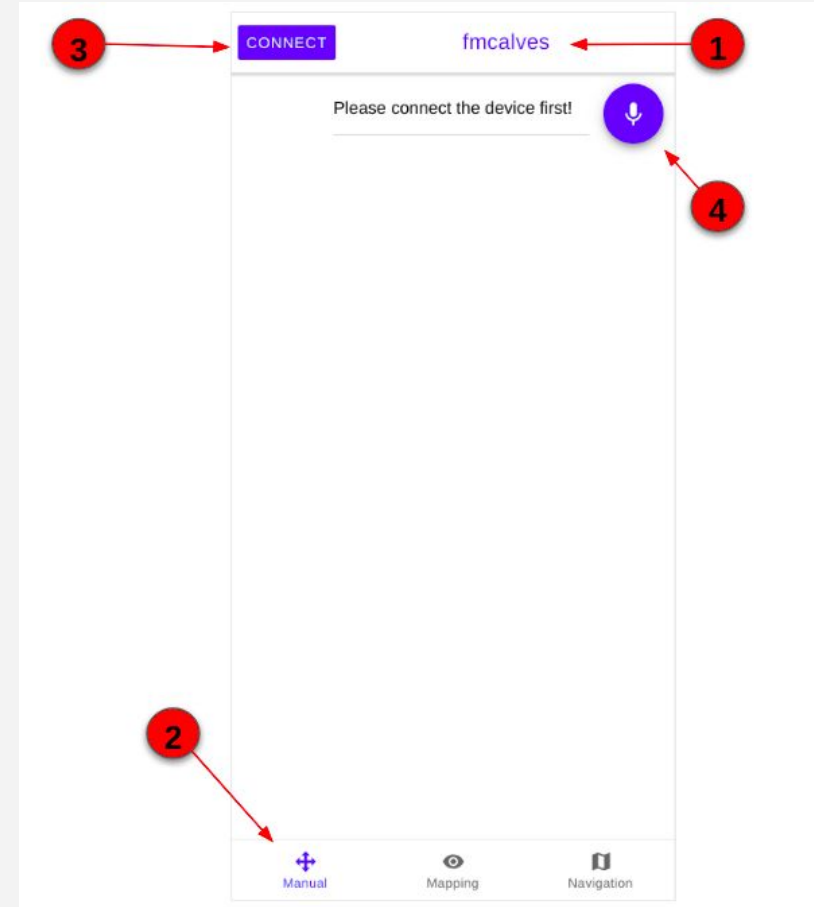 3
CONNECT
fmcalves
1
Please connect the device first!
4
2
Manual
Mapping
Navigation